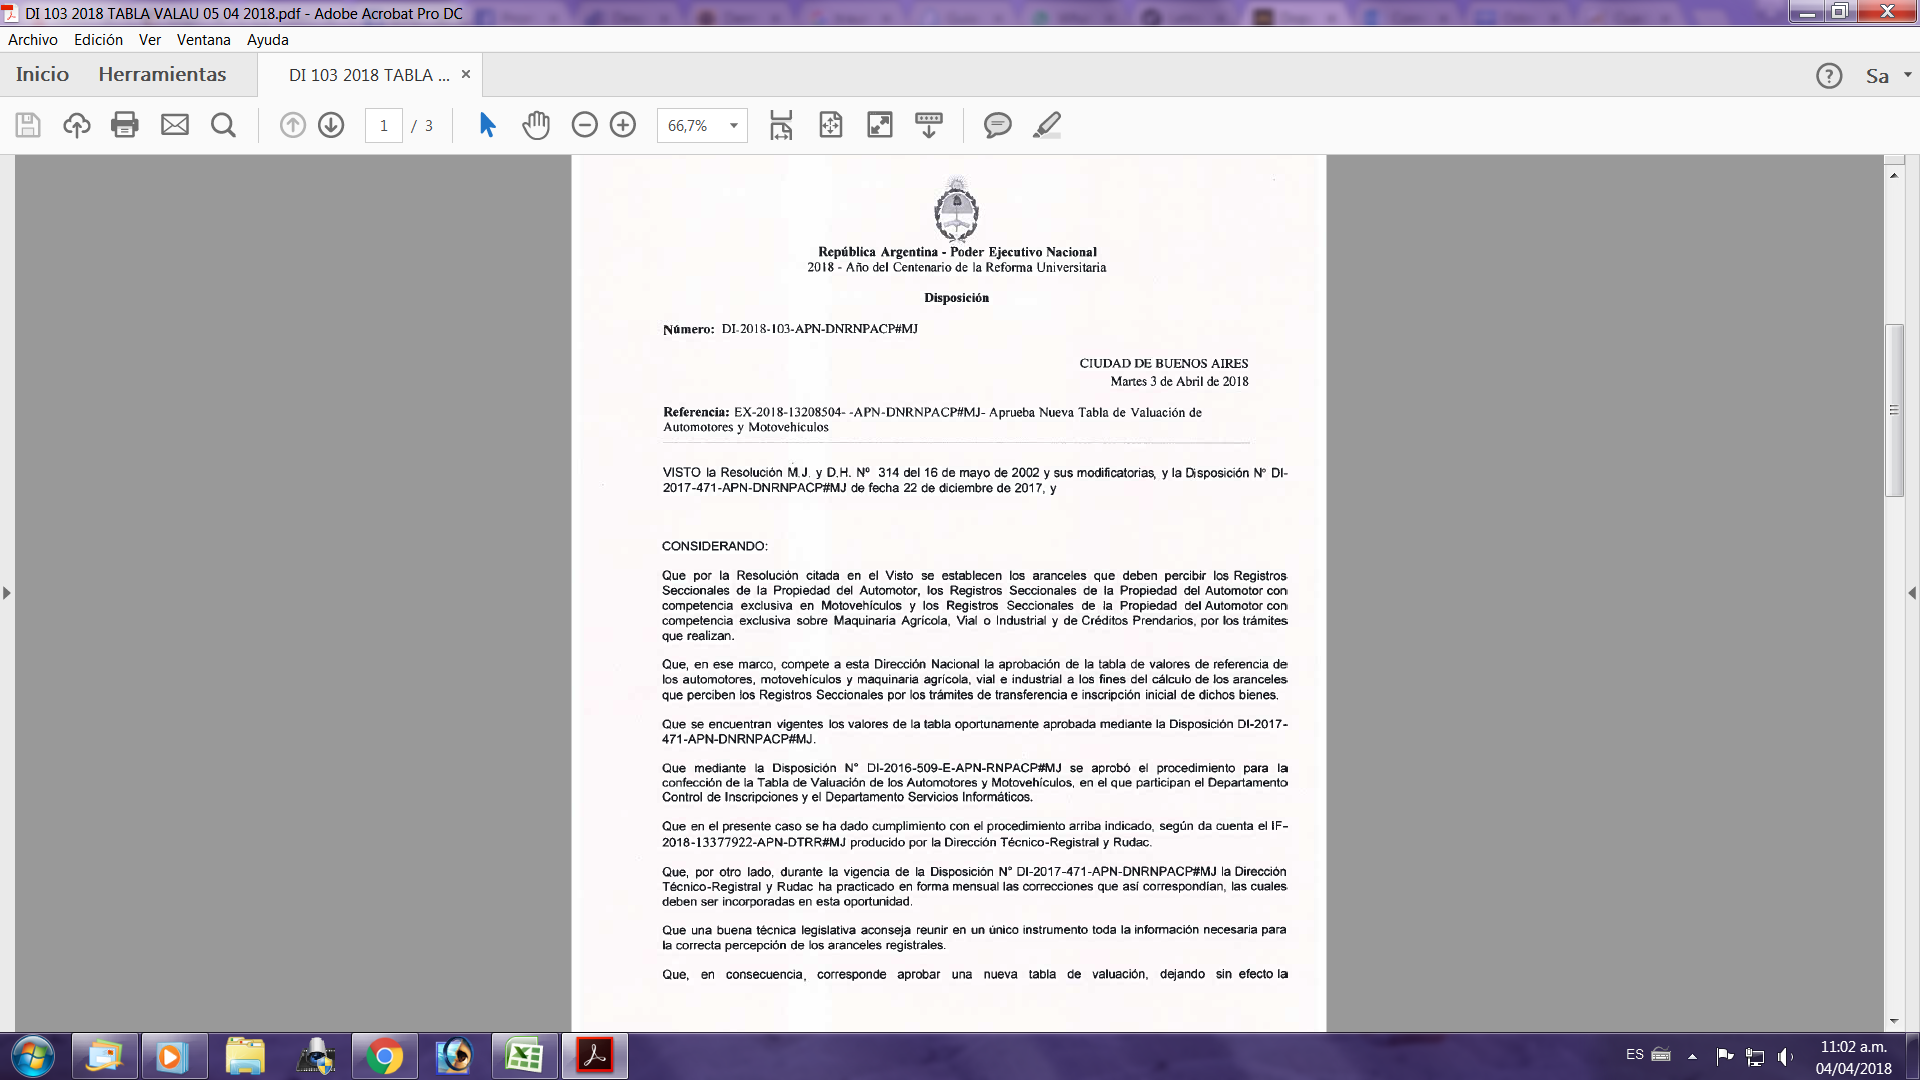 DI 103 2018 TABLA VALAU 05 04 2018.pdf - Adobe Acrobat Pro DC
Archivo Edición Ver Ventana Ayuda
Inicio Herramientas DI 103 2018 TABLA ... × ? Sa
1 / 3 66,7%
República Argentina - Poder Ejecutivo Nacional
2018 - Año del Centenario de la Reforma Universitaria
Disposición
Número: DI-2018-103-APN-DNRNPACP#MJ
CIUDAD DE BUENOS AIRES
Martes 3 de Abril de 2018
Referencia: EX-2018-13208504- -APN-DNRNPACP#MJ- Aprueba Nueva Tabla de Valuación de
Automotores y Motovehiculos
VISTO la Resolución M.J. y D.H. Nº 314 del 16 de mayo de 2002 y sus modificatorias, y la Disposición N° DI-
2017-471-APN-DNRNPACP#MJ de fecha 22 de diciembre de 2017, y
CONSIDERANDO:
Que por la Resolución citada en el Visto se establecen los aranceles que deben percibir los Registros
Seccionales de la Propiedad del Automotor, los Registros Seccionales de la Propiedad del Automotor con
competencia exclusiva en Motovehículos y los Registros Seccionales de la Propiedad del Automotor con
competencia exclusiva sobre Maquinaria Agrícola, Vial o Industrial y de Créditos Prendarios, por los trámites
que realizan.
Que, en ese marco, compete a esta Dirección Nacional la aprobación de la tabla de valores de referencia de
los automotores, motovehículos y maquinaria agrícola, vial e industrial a los fines del cálculo de los aranceles
que perciben los Registros Seccionales por los trámites de transferencia e inscripción inicial de dichos bienes.
Que se encuentran vigentes los valores de la tabla oportunamente aprobada mediante la Disposición DI-2017-
471-APN-DNRNPACP#MJ.
Que mediante la Disposición N° DI-2016-509-E-APN-RNPACP#MJ se aprobó el procedimiento para la
confección de la Tabla de Valuación de los Automotores y Motovehículos, en el que participan el Departamento
Control de Inscripciones y el Departamento Servicios Informáticos.
Que en el presente caso se ha dado cumplimiento con el procedimiento arriba indicado, según da cuenta el IF-
2018-13377922-APN-DTRR#MJ producido por la Dirección Técnico-Registral y Rudac.
Que, por otro lado, durante la vigencia de la Disposición N° DI-2017-471-APN-DNRNPACP#MJ la Dirección
Técnico-Registral y Rudac ha practicado en forma mensual las correcciones que así correspondían, las cuales
deben ser incorporadas en esta oportunidad.
Que una buena técnica legislativa aconseja reunir en un único instrumento toda la información necesaria para
la correcta percepción de los aranceles registrales.
Que, en consecuencia, corresponde aprobar una nueva tabla de valuación, dejando sin efecto la
ES 11:02 a.m.
04/04/2018